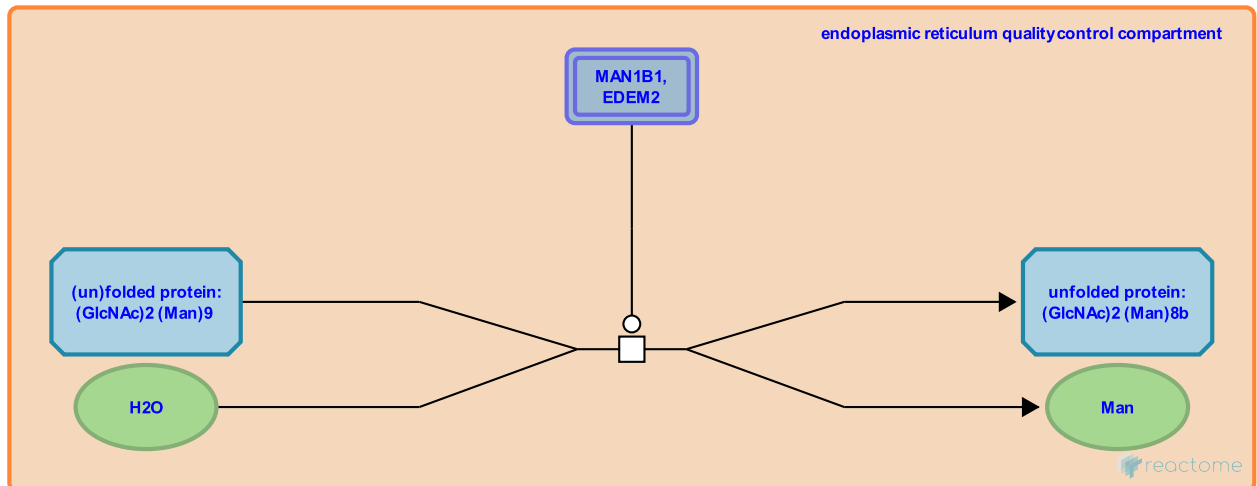 endoplasmic reticulum quality control compartment
MAN1B1,
EDEM2
(un)folded protein:
(GlcNAc)2 (Man)9
unfolded protein:
(GlcNAc)2 (Man)8b
H2O
Man
reactome